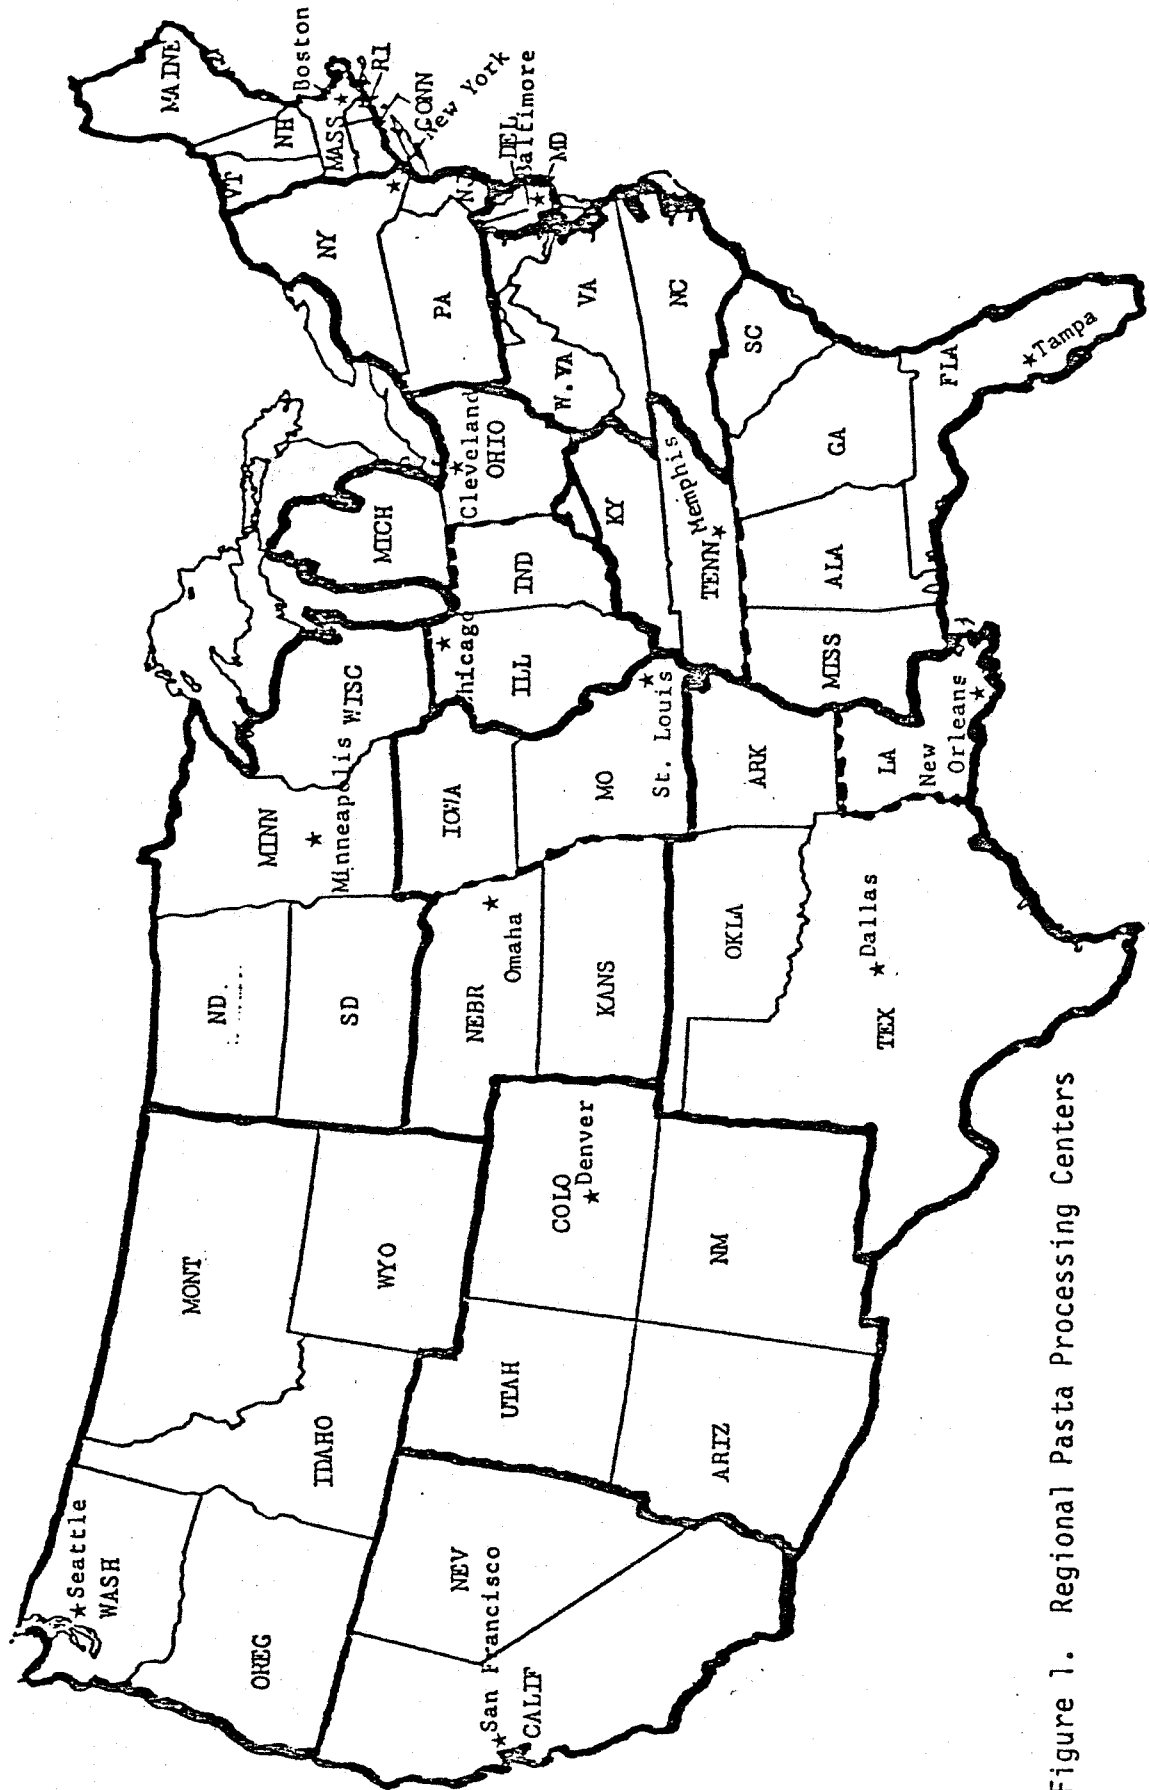 Seattle
WASH
OREG
San Francisco
CALIF
NEV
IDAHO
MONT
WYO
UTAH
ARIZ
COLO
Denver
NM
ND.
SD
NEBR
Omaha
KANS
OKLA
TEX
Dallas
MINN
Minneapolis
IOWA
MO
St. Louis
ARK
LA
New
Orleans
WISC
Chicago
ILL
MICH
IND
Cleveland
OHIO
KY
Memphis
TENN
MISS
ALA
GA
FLA
Tampa
SC
NC
VA
W.VA
PA
NY
VT
NH
MAINE
Boston
MASS
RI
CONN
New York
NJ
DEL
Baltimore
MD
Figure 1. Regional Pasta Processing Centers